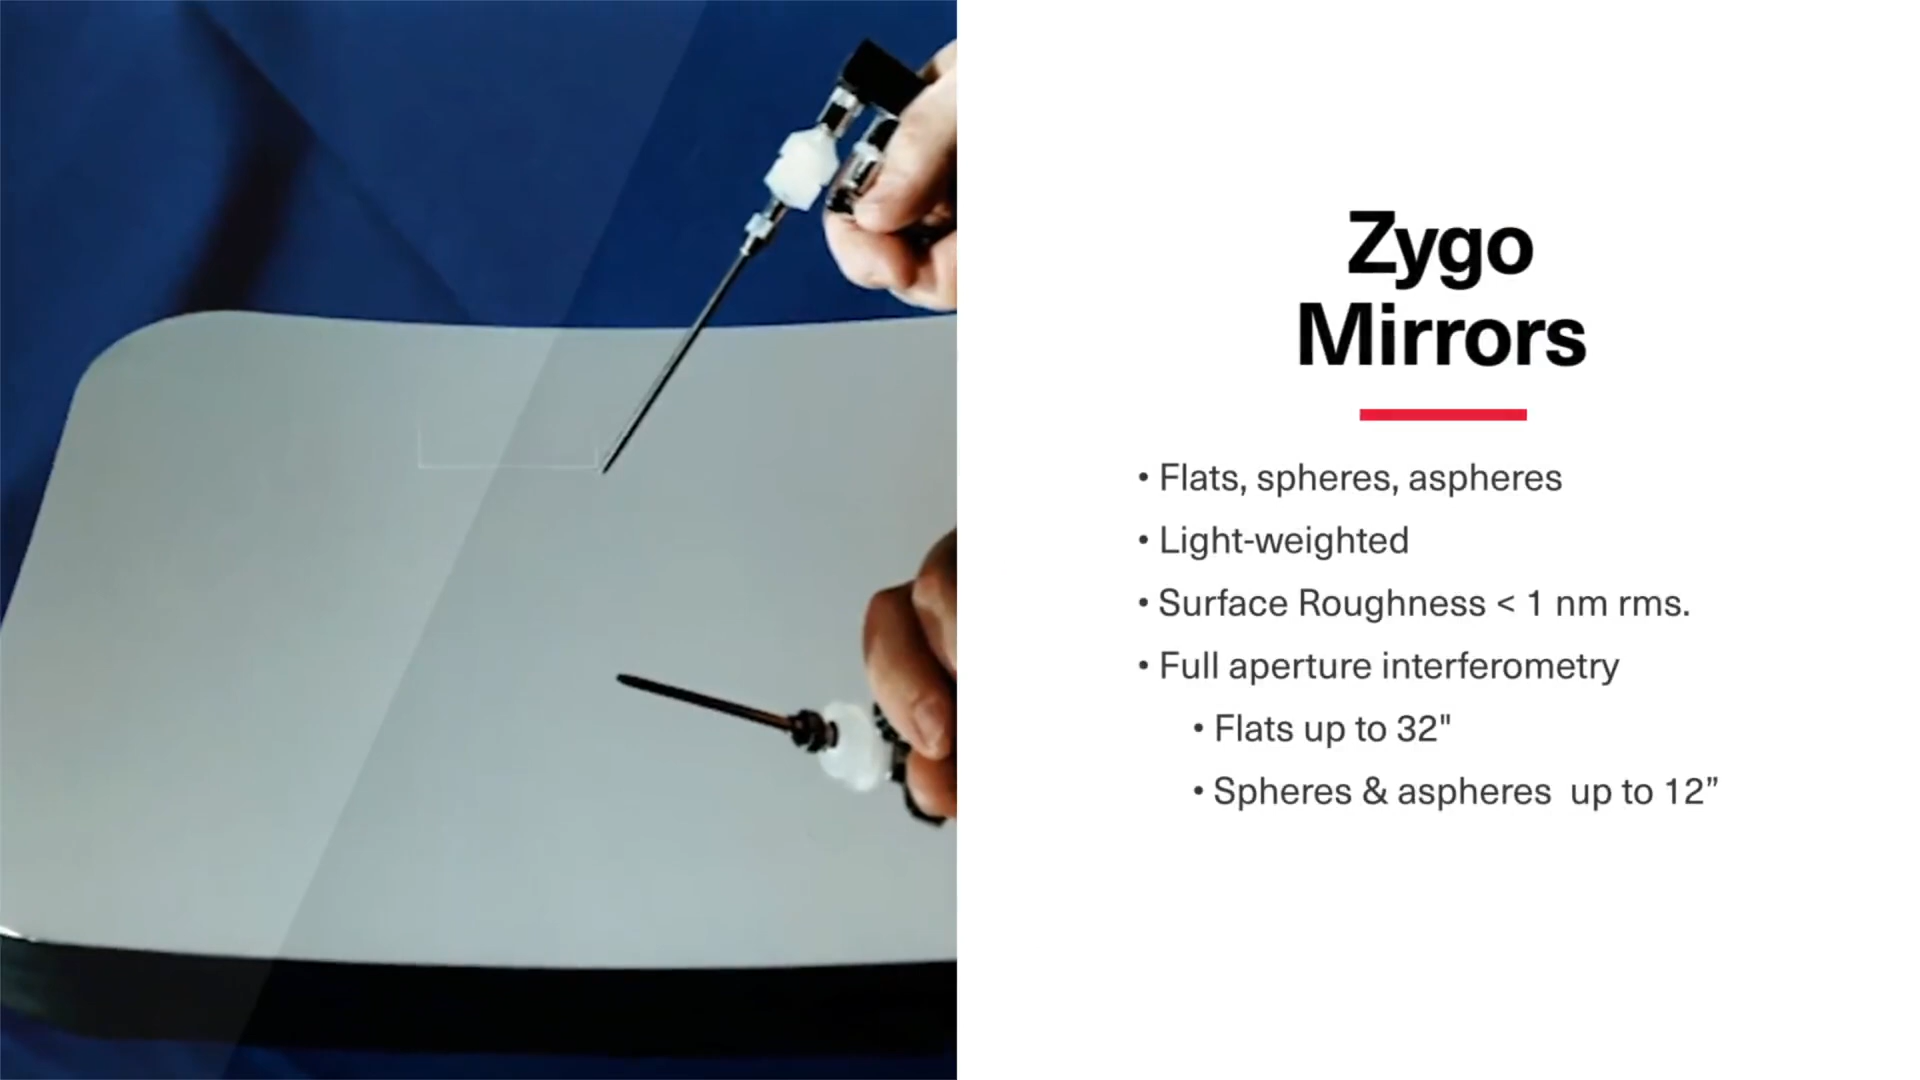 Zygo
Mirrors
• Flats, spheres, aspheres
• Light-weighted
• Surface Roughness < 1 nm rms.
• Full aperture interferometry
• Flats up to 32"
• Spheres & aspheres  up to 12”